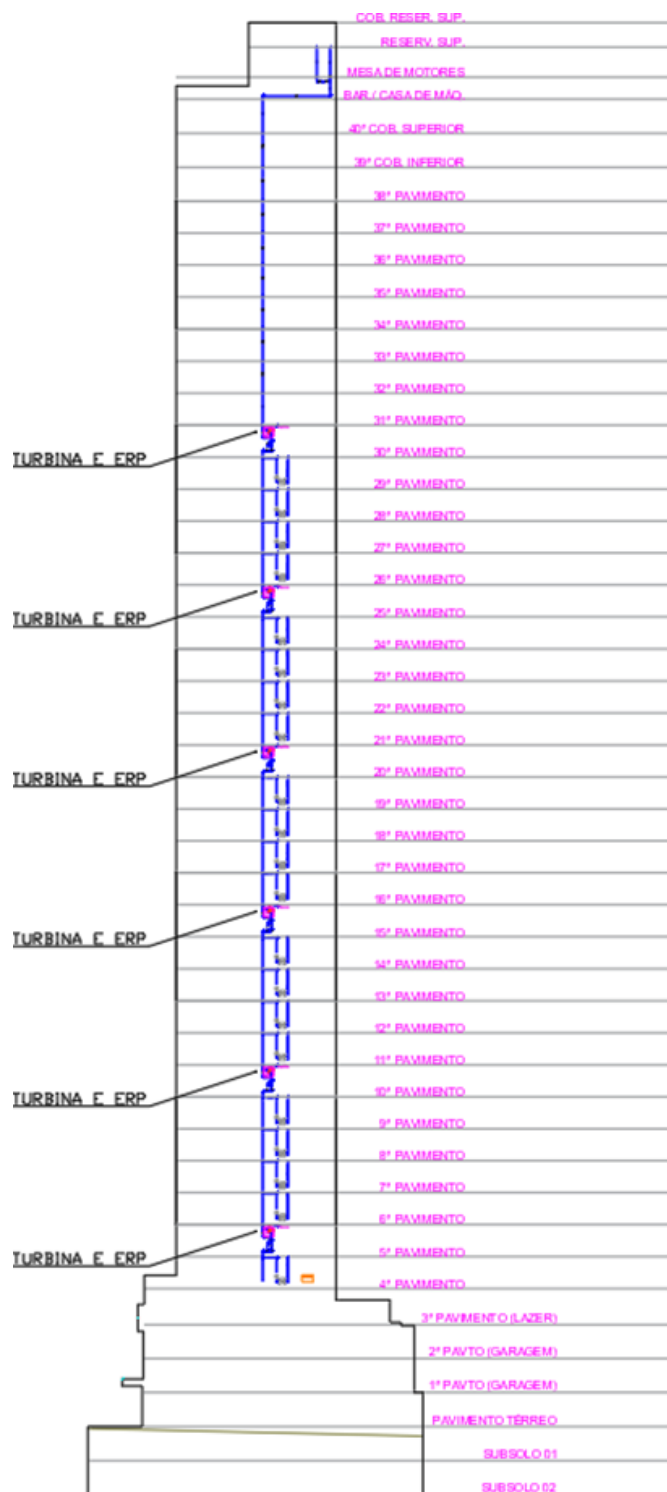 COB. RESER. SUP.
RESERV. SUP.
MESA DE MOTORES
BAR / CASA DE MÁQ.
40º COB. SUPERIOR
39º COB. INFERIOR
38º PAVIMENTO
37º PAVIMENTO
36º PAVIMENTO
35º PAVIMENTO
34º PAVIMENTO
33º PAVIMENTO
32º PAVIMENTO
31º PAVIMENTO
TURBINA E ERP
30º PAVIMENTO
29º PAVIMENTO
28º PAVIMENTO
27º PAVIMENTO
26º PAVIMENTO
TURBINA E ERP
25º PAVIMENTO
24º PAVIMENTO
23º PAVIMENTO
22º PAVIMENTO
21º PAVIMENTO
TURBINA E ERP
20º PAVIMENTO
19º PAVIMENTO
18º PAVIMENTO
17º PAVIMENTO
16º PAVIMENTO
TURBINA E ERP
15º PAVIMENTO
14º PAVIMENTO
13º PAVIMENTO
12º PAVIMENTO
11º PAVIMENTO
TURBINA E ERP
10º PAVIMENTO
9º PAVIMENTO
8º PAVIMENTO
7º PAVIMENTO
6º PAVIMENTO
TURBINA E ERP
5º PAVIMENTO
4º PAVIMENTO
3º PAVIMENTO (LAZER)
2º PAVTO (GARAGEM)
1º PAVTO (GARAGEM)
PAVIMENTO TÉRREO
SUBSOLO 01
SUBSOLO 02